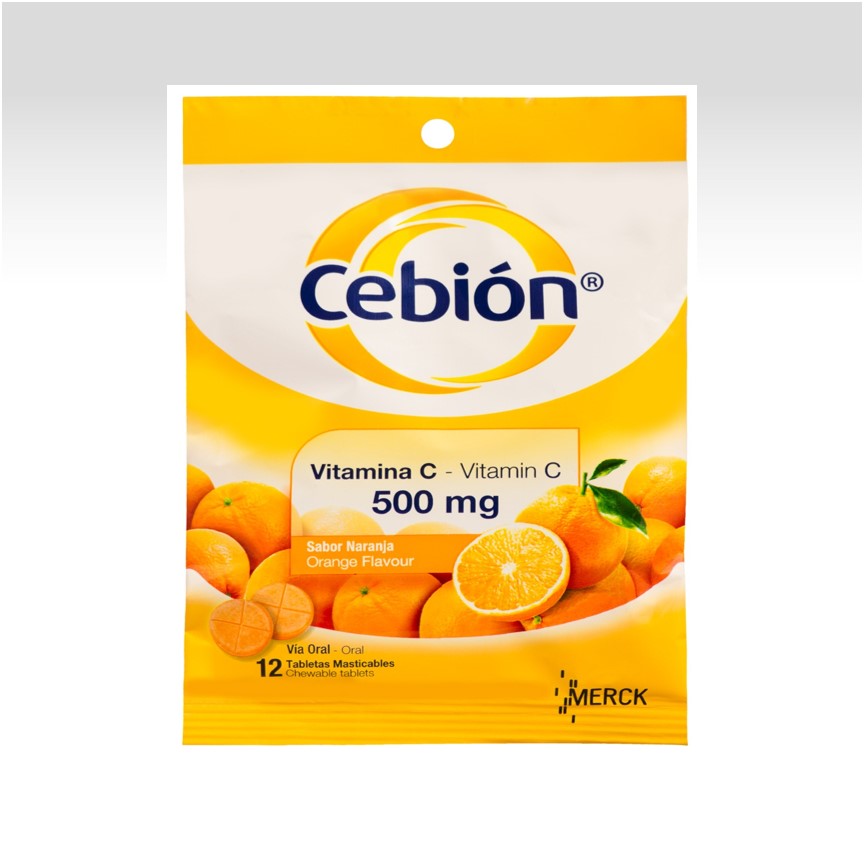 Cebión®
Vitamina C - Vitamin C
500 mg
Sabor Naranja
Orange Flavour
Vía Oral - Oral
12 Tabletas Masticables
Chewable tablets
MERCK